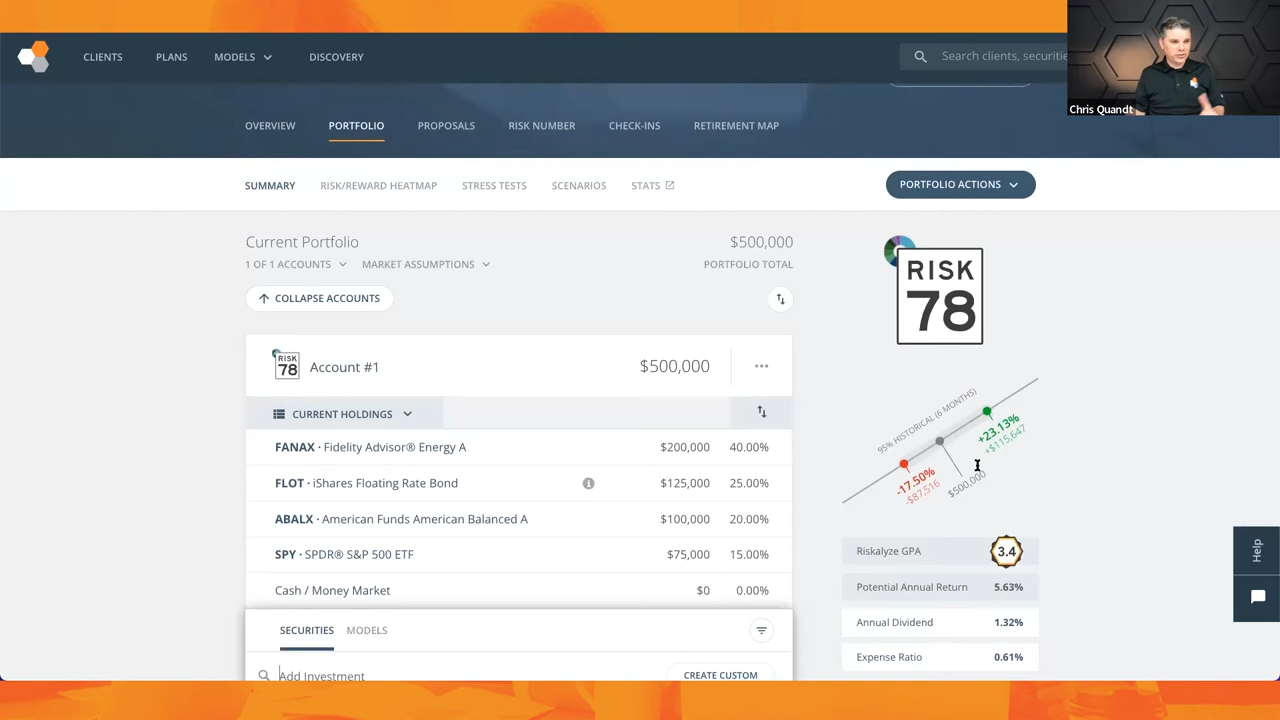 CLIENTS PLANS MODELS DISCOVERY
Search clients, securitie
Chris Quandt
OVERVIEW PORTFOLIO PROPOSALS RISK NUMBER CHECK-INS RETIREMENT MAP
SUMMARY RISK/REWARD HEATMAP STRESS TESTS SCENARIOS STATS
PORTFOLIO ACTIONS
Current Portfolio $500,000
1 OF 1 ACCOUNTS MARKET ASSUMPTIONS PORTFOLIO TOTAL
COLLAPSE ACCOUNTS
RISK 78 Account #1 $500,000
CURRENT HOLDINGS
FANAX · Fidelity Advisor® Energy A $200,000 40.00%
FLOT · iShares Floating Rate Bond $125,000 25.00%
ABALX · American Funds American Balanced A $100,000 20.00%
SPY · SPDR® S&P 500 ETF $75,000 15.00%
Cash / Money Market $0 0.00%
SECURITIES MODELS
Add Investment CREATE CUSTOM
RISK
78
95% HISTORICAL (6 MONTHS)
+23.13%
+$115,647
-17.50%
-$87,516
$500,000
Riskalyze GPA 3.4
Potential Annual Return 5.63%
Annual Dividend 1.32%
Expense Ratio 0.61%
Help